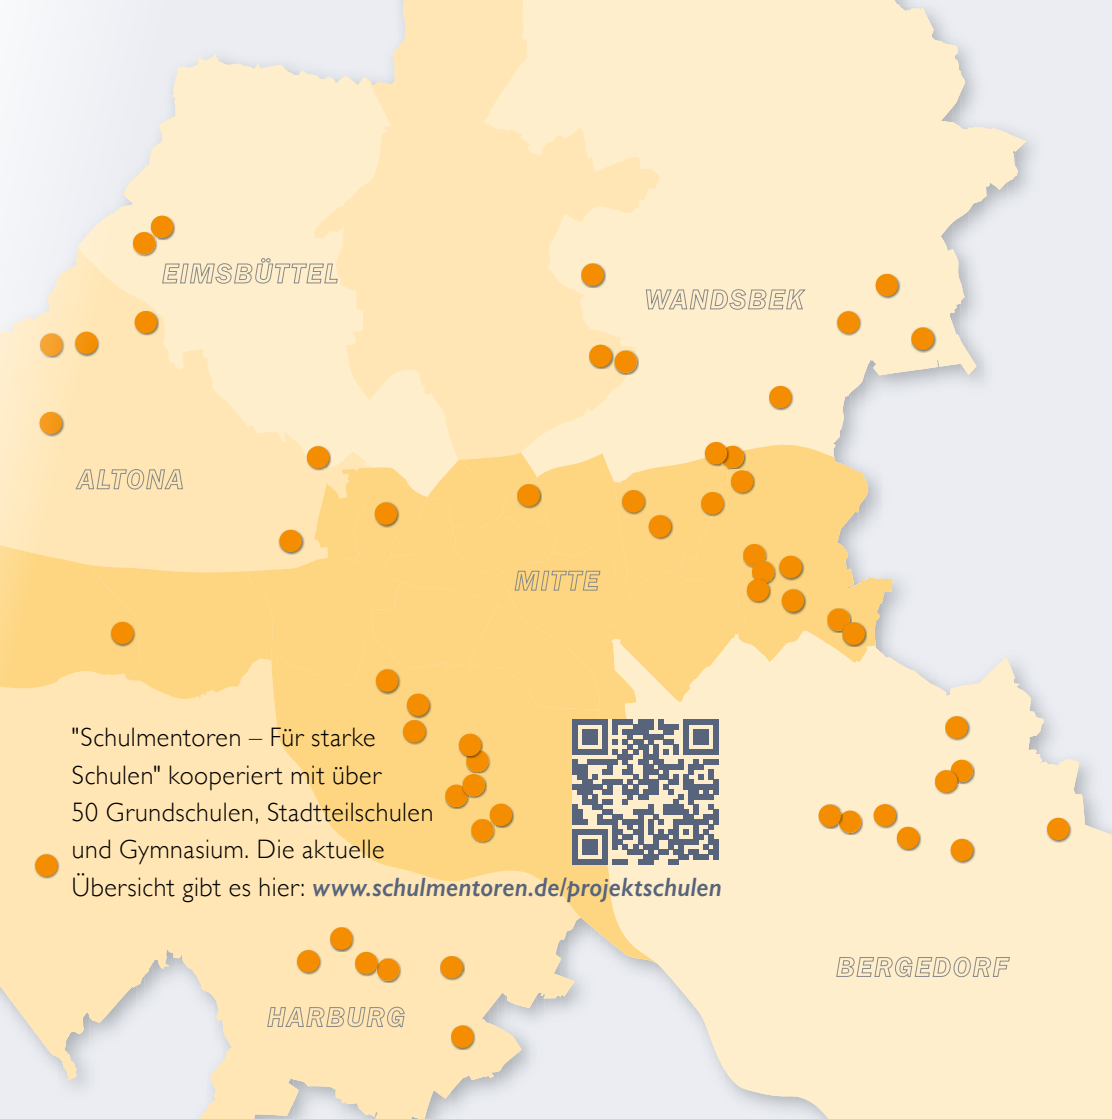 EIMSBÜTTEL
WANDSBEK
ALTONA
MITTE
"Schulmentoren – Für starke
Schulen" kooperiert mit über
50 Grundschulen, Stadtteilschulen
und Gymnasium. Die aktuelle
Übersicht gibt es hier: www.schulmentoren.de/projektschulen
BERGEDORF
HARBURG